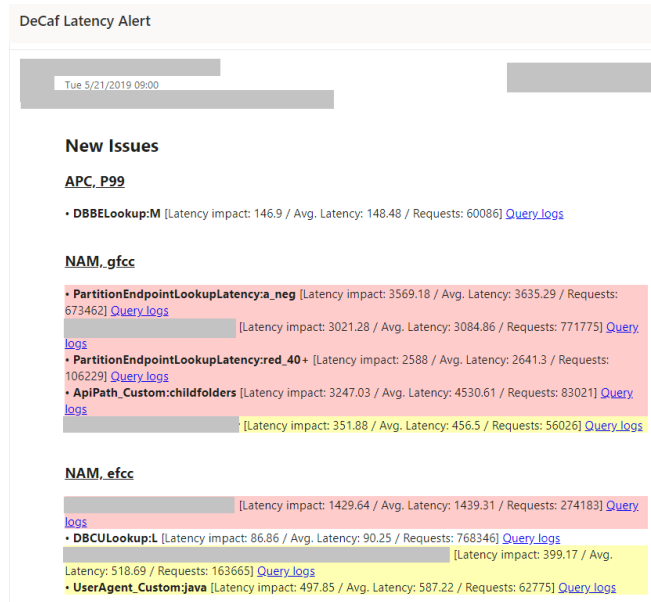 DeCaf Latency Alert
Tue 5/21/2019 09:00
New Issues
APC, P99
• DBBELookup:M [Latency impact: 146.9 / Avg. Latency: 148.48 / Requests: 60086] Query logs
NAM, gfcc
• PartitionEndpointLookupLatency:a_neg [Latency impact: 3569.18 / Avg. Latency: 3635.29 / Requests:
673462] Query logs
[Latency impact: 3021.28 / Avg. Latency: 3084.86 / Requests: 771775] Query
logs
• PartitionEndpointLookupLatency:red_40+ [Latency impact: 2588 / Avg. Latency: 2641.3 / Requests:
106229] Query logs
• ApiPath_Custom:childfolders [Latency impact: 3247.03 / Avg. Latency: 4530.61 / Requests: 83021] Query
logs
[Latency impact: 351.88 / Avg. Latency: 456.5 / Requests: 56026] Query logs
NAM, efcc
[Latency impact: 1429.64 / Avg. Latency: 1439.31 / Requests: 274183] Query
logs
• DBCULookup:L [Latency impact: 86.86 / Avg. Latency: 90.25 / Requests: 768346] Query logs
[Latency impact: 399.17 / Avg.
Latency: 518.69 / Requests: 163665] Query logs
• UserAgent_Custom:java [Latency impact: 497.85 / Avg. Latency: 587.22 / Requests: 62775] Query logs